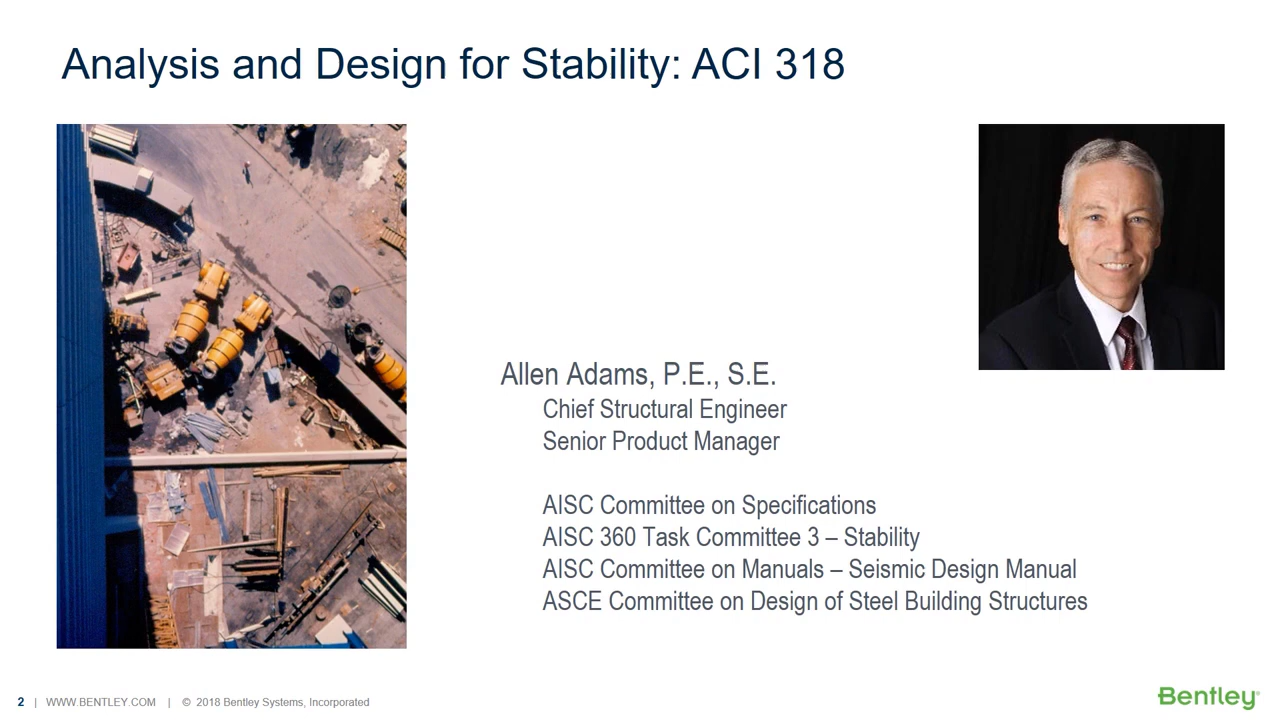 Analysis and Design for Stability: ACI 318
Allen Adams, P.E., S.E.
Chief Structural Engineer
Senior Product Manager
AISC Committee on Specifications
AISC 360 Task Committee 3 – Stability
AISC Committee on Manuals – Seismic Design Manual
ASCE Committee on Design of Steel Building Structures
2 | WWW.BENTLEY.COM | © 2018 Bentley Systems, Incorporated
Bentley®